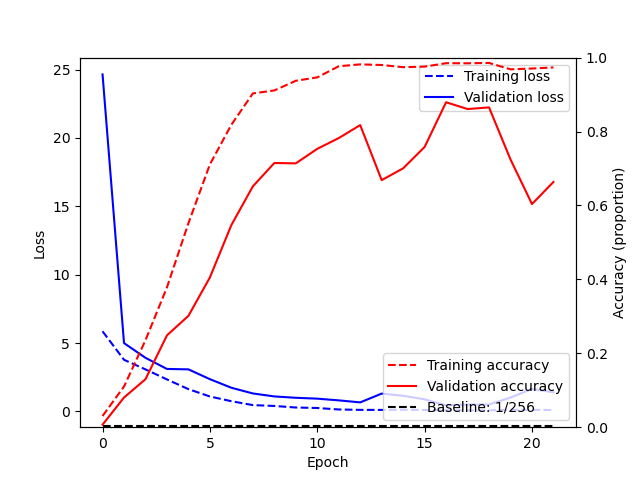 25
20
15
10
5
0
Loss
0
5
10
15
20
Epoch
1.0
0.8
0.6
0.4
0.2
0.0
Accuracy (proportion)
Training loss
Validation loss
Training accuracy
Validation accuracy
Baseline: 1/256